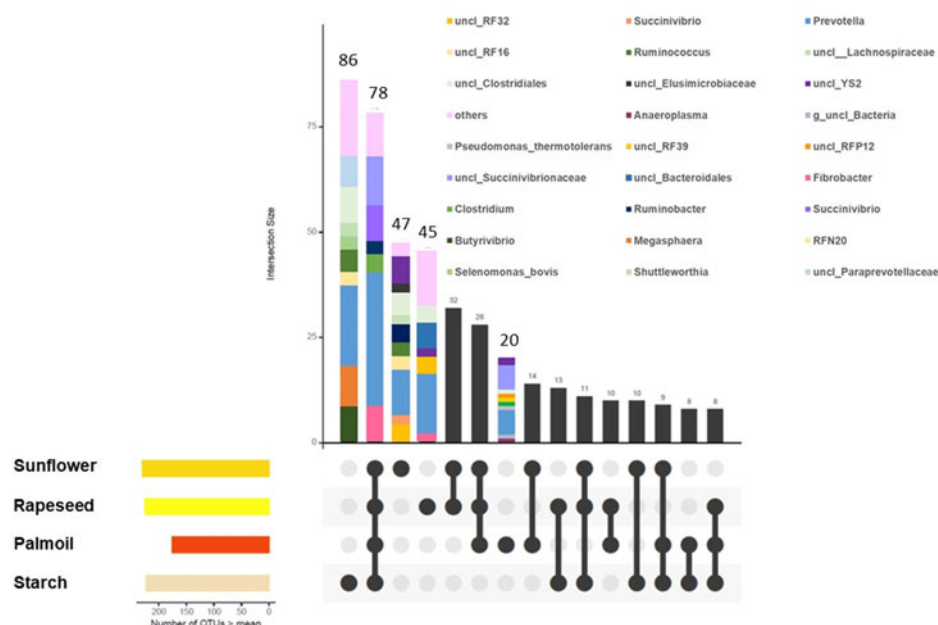 uncl_RF32
Succinivibrio
Prevotella
uncl_RF16
Ruminococcus
uncl__Lachnospiraceae
uncl_Clostridiales
uncl_Elusimicrobiaceae
uncl_YS2
others
Anaeroplasma
g_uncl_Bacteria
Pseudomonas_thermotolerans
uncl_RF39
uncl_RFP12
uncl_Succinivibrionaceae
uncl_Bacteroidales
Fibrobacter
Clostridium
Ruminobacter
Succinivibrio
Butyrivibrio
Megasphaera
RFN20
Selenomonas_bovis
Shuttleworthia
uncl_Paraprevotellaceae
86
78
47
45
32
28
20
14
13
11
10
10
9
8
8
75
50
25
0
Intersection Size
Sunflower
Rapeseed
Palmoil
Starch
200 150 100 50 0
Number of OTUs > mean